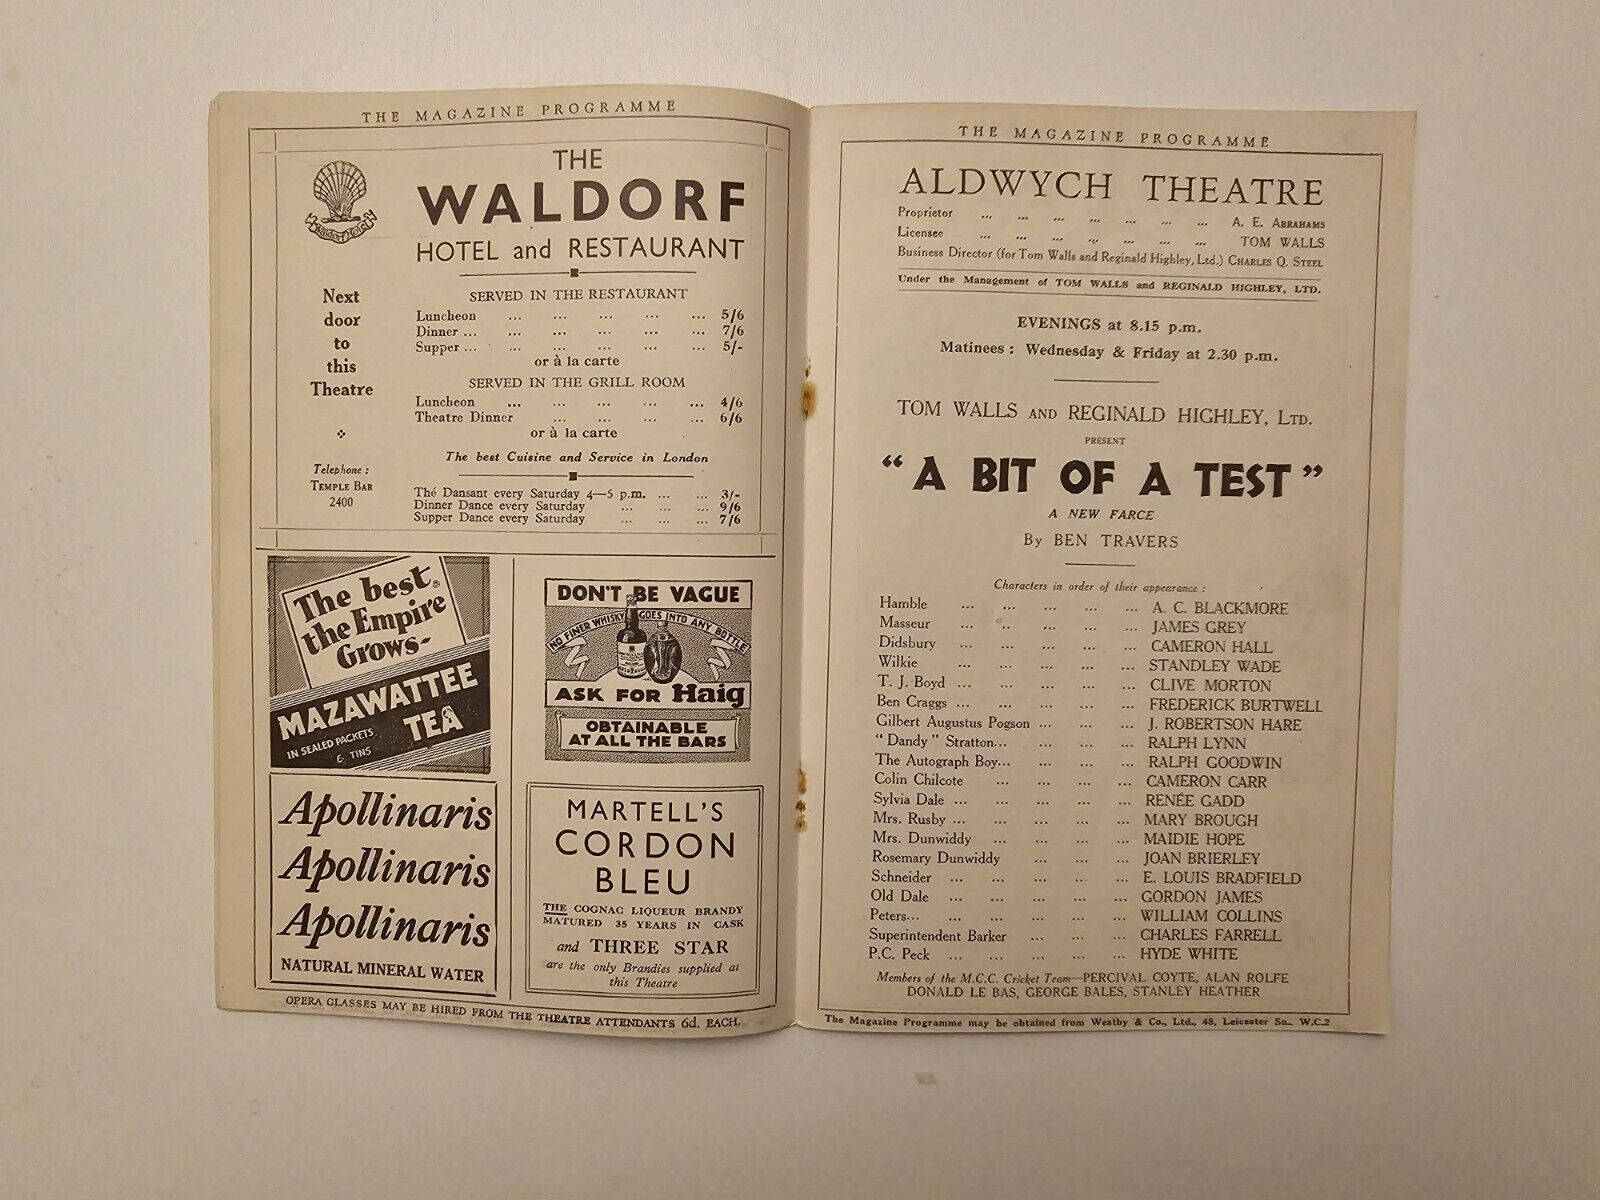 THE MAGAZINE PROGRAMME
Waldorf Hotel
THE
WALDORF
HOTEL and RESTAURANT
Next
door
to
this
Theatre
Telephone :
TEMPLE BAR
2400
SERVED IN THE RESTAURANT
Luncheon ... ... ... ... ... 5/6
Dinner ... ... ... ... ... 7/6
Supper ... ... ... ... ... 5/-
or à la carte
SERVED IN THE GRILL ROOM
Luncheon ... ... ... ... ... 4/6
Theatre Dinner ... ... ... ... 6/6
or à la carte
The best Cuisine and Service in London
Thé Dansant every Saturday 4—5 p.m. ... ... 3/-
Dinner Dance every Saturday ... ... ... 9/6
Supper Dance every Saturday ... ... ... 7/6
The best
the Empire
Grows-
MAZAWATTEE
TEA
IN SEALED PACKETS
& TINS
DON'T BE VAGUE
NO FINER WHISKY GOES INTO ANY BOTTLE
ASK FOR Haig
OBTAINABLE
AT ALL THE BARS
Apollinaris
Apollinaris
Apollinaris
NATURAL MINERAL WATER
MARTELL'S
CORDON
BLEU
THE COGNAC LIQUEUR BRANDY
MATURED 35 YEARS IN CASK
and THREE STAR
are the only Brandies supplied at
this Theatre
OPERA GLASSES MAY BE HIRED FROM THE THEATRE ATTENDANTS 6d. EACH.
THE MAGAZINE PROGRAMME
ALDWYCH THEATRE
Proprietor ... ... ... ... ... ... ... A. E. ABRAHAMS
Licensee ... ... ... ... ... ... ... TOM WALLS
Business Director (for Tom Walls and Reginald Highley, Ltd.) CHARLES Q. STEEL
Under the Management of TOM WALLS and REGINALD HIGHLEY, LTD.
EVENINGS at 8.15 p.m.
Matinees : Wednesday & Friday at 2.30 p.m.
TOM WALLS AND REGINALD HIGHLEY, LTD.
PRESENT
"A BIT OF A TEST"
A NEW FARCE
By BEN TRAVERS
Characters in order of their appearance :
Hamble ... ... ... ... ... A. C. BLACKMORE
Masseur ... ... ... ... ... JAMES GREY
Didsbury ... ... ... ... ... CAMERON HALL
Wilkie ... ... ... ... ... STANDLEY WADE
T. J. Boyd ... ... ... ... ... CLIVE MORTON
Ben Craggs ... ... ... ... ... FREDERICK BURTWELL
Gilbert Augustus Pogson ... ... ... J. ROBERTSON HARE
"Dandy" Stratton... ... ... ... RALPH LYNN
The Autograph Boy... ... ... ... RALPH GOODWIN
Colin Chilcote ... ... ... ... CAMERON CARR
Sylvia Dale ... ... ... ... ... RENÉE GADD
Mrs. Rusby ... ... ... ... ... MARY BROUGH
Mrs. Dunwiddy ... ... ... ... MAIDIE HOPE
Rosemary Dunwiddy ... ... ... JOAN BRIERLEY
Schneider ... ... ... ... ... E. LOUIS BRADFIELD
Old Dale ... ... ... ... ... GORDON JAMES
Peters... ... ... ... ... ... WILLIAM COLLINS
Superintendent Barker ... ... ... CHARLES FARRELL
P.C. Peck ... ... ... ... ... HYDE WHITE
Members of the M.C.C. Cricket Team—PERCIVAL COYTE, ALAN ROLFE
DONALD LE BAS, GEORGE BALES, STANLEY HEATHER
The Magazine Programme may be obtained from Westby & Co., Ltd., 48, Leicester Sq., W.C.2